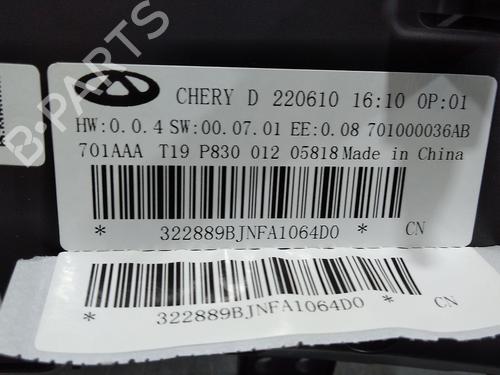 B-PARTS
CHERY D 220610 16:10 OP:01
HW:0.0.4 SW:00.07.01 EE:0.08 701000036AB
701AAA T19 P830 012 05818 Made in China
* 322889BJNFA1064D0 * CN
* 322889BJNFA1064D0 * CN